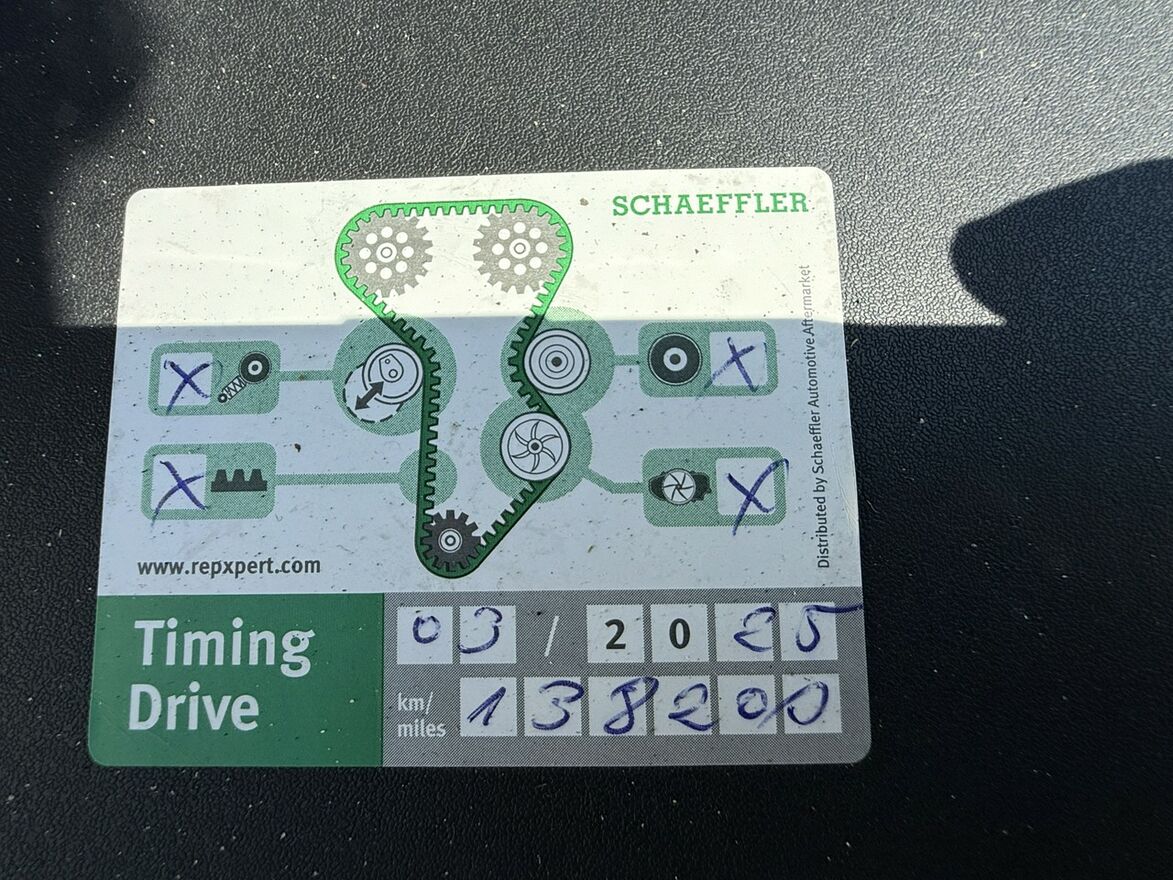 SCHAEFFLER
Distributed by Schaeffler Automotive Aftermarket
X
X
X
X
www.repxpert.com
Timing
Drive
03 / 2025
km/
miles
138200